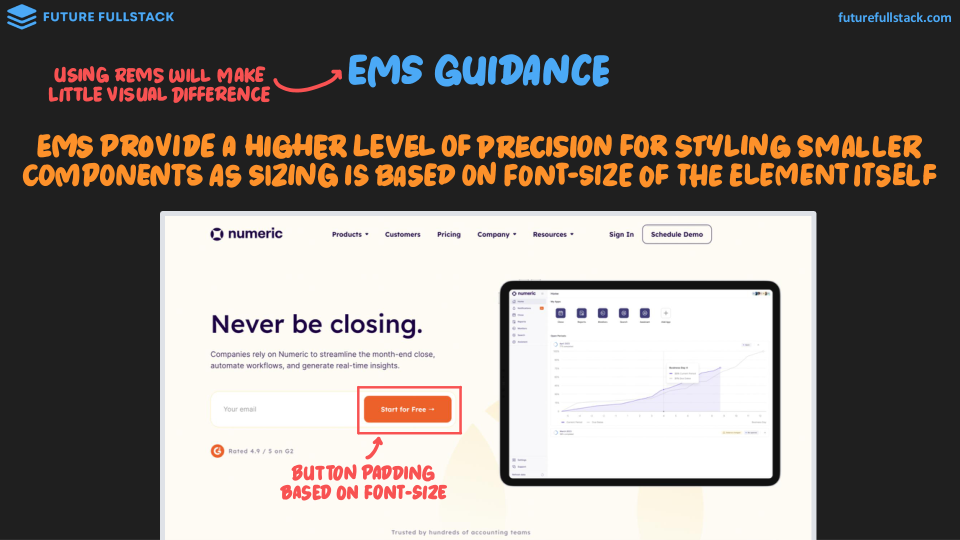 FUTURE FULLSTACK
futurefullstack.com
USING REMS WILL MAKE
LITTLE VISUAL DIFFERENCE
EMS GUIDANCE
EMS PROVIDE A HIGHER LEVEL OF PRECISION FOR STYLING SMALLER
COMPONENTS AS SIZING IS BASED ON FONT-SIZE OF THE ELEMENT ITSELF
numeric
Products Customers Pricing Company Resources Sign In Schedule Demo
Never be closing.
Companies rely on Numeric to streamline the month-end close,
automate workflows, and generate real-time insights.
Your email
Start for Free →
Rated 4.9 / 5 on G2
BUTTON PADDING
BASED ON FONT-SIZE
numeric
Trusted by hundreds of accounting teams